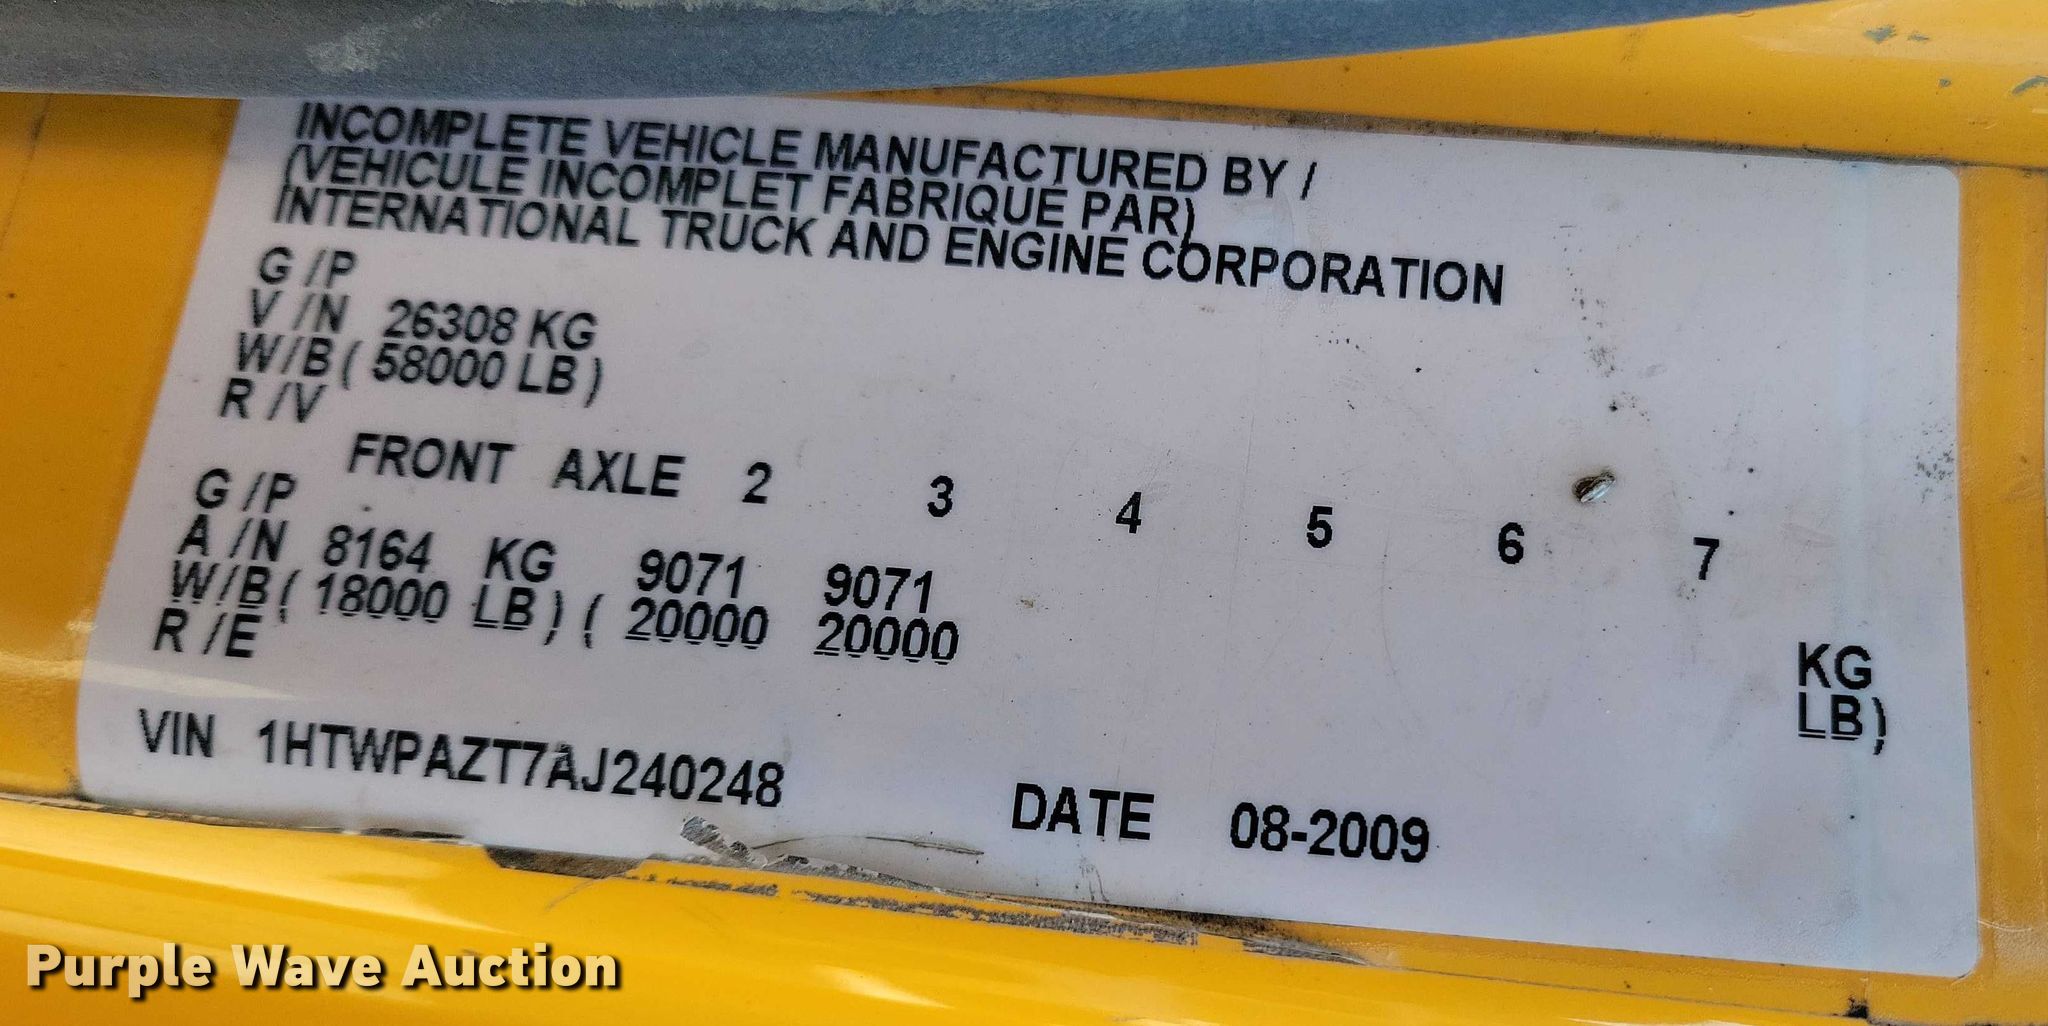 INCOMPLETE VEHICLE MANUFACTURED BY /
(VEHICULE INCOMPLET FABRIQUE PAR)
INTERNATIONAL TRUCK AND ENGINE CORPORATION
G /P
V /N 26308 KG
W/B ( 58000 LB )
R /V
FRONT AXLE 2 3 4 5 6 7
G /P
A /N 8164 KG 9071 9071 KG
W/B ( 18000 LB ) ( 20000 20000 LB )
R /E
VIN 1HTWPAZT7AJ240248 DATE 08-2009
Purple Wave Auction